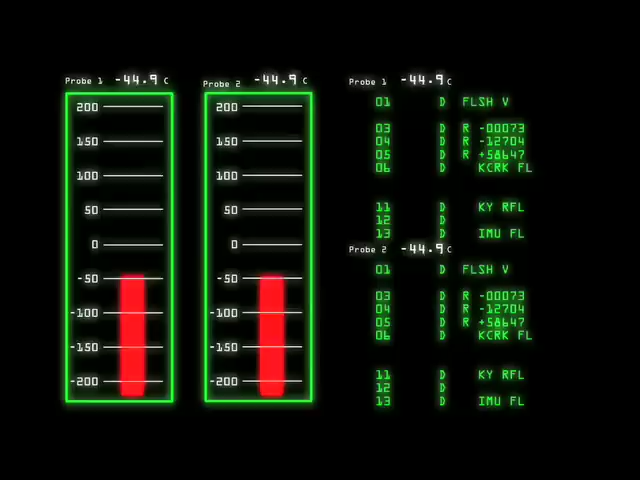 Probe 1 -44.9 C
200
150
100
50
0
-50
-100
-150
-200
Probe 2 -44.9 C
200
150
100
50
0
-50
-100
-150
-200
Probe 1 -44.9 C
01 D FLSH V
03 D R -00073
04 D R -12704
05 D R +58647
06 D KCRK FL
11 D KY RFL
12 D
13 D IMU FL
Probe 2 -44.9 C
01 D FLSH V
03 D R -00073
04 D R -12704
05 D R +58647
06 D KCRK FL
11 D KY RFL
12 D
13 D IMU FL